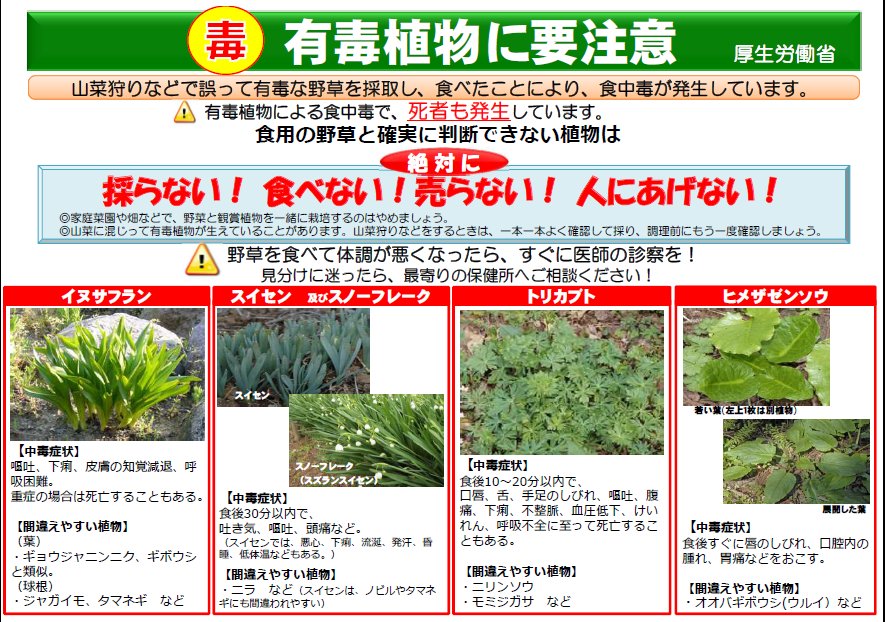 毒 有毒植物に要注意 厚生労働省
山菜狩りなどで誤って有毒な野草を採取し、食べたことにより、食中毒が発生しています。
有毒植物による食中毒で、死者も発生しています。
食用の野草と確実に判断できない植物は
絶対に
採らない！ 食べない！売らない！ 人にあげない！
◎家庭菜園や畑などで、野菜と観賞植物を一緒に栽培するのはやめましょう。
◎山菜に混じって有毒植物が生えていることがあります。山菜狩りなどをするときは、一本一本よく確認して採り、調理前にもう一度確認しましょう。
野草を食べて体調が悪くなったら、すぐに医師の診察を！
見分けに迷ったら、最寄りの保健所へご相談ください！
イヌサフラン
【中毒症状】
嘔吐、下痢、皮膚の知覚減退、呼
吸困難。
重症の場合は死亡することもある。
【間違えやすい植物】
（葉）
・ギョウジャニンニク、ギボウシ
と類似。
（球根）
・ジャガイモ、タマネギ など
スイセン 及びスノーフレーク
スイセン
スノーフレーク
（スズランスイセン）
【中毒症状】
食後30分以内で、
吐き気、嘔吐、頭痛など。
（スイセンでは、悪心、下痢、流涎、発汗、昏
睡、低体温などもある。）
【間違えやすい植物】
・ニラ など（スイセンは、ノビルやタマネ
ギにも間違われやすい）
トリカブト
【中毒症状】
食後10～20分以内で、
口唇、舌、手足のしびれ、嘔吐、腹
痛、下痢、不整脈、血圧低下、けい
れん、呼吸不全に至って死亡するこ
ともある。
【間違えやすい植物】
・ニリンソウ
・モミジガサ など
ヒメザゼンソウ
若い葉（左上1枚は別植物）
展開した葉
【中毒症状】
食後すぐに唇のしびれ、口腔内の
腫れ、胃痛などをおこす。
【間違えやすい植物】
・オオバギボウシ(ウルイ) など